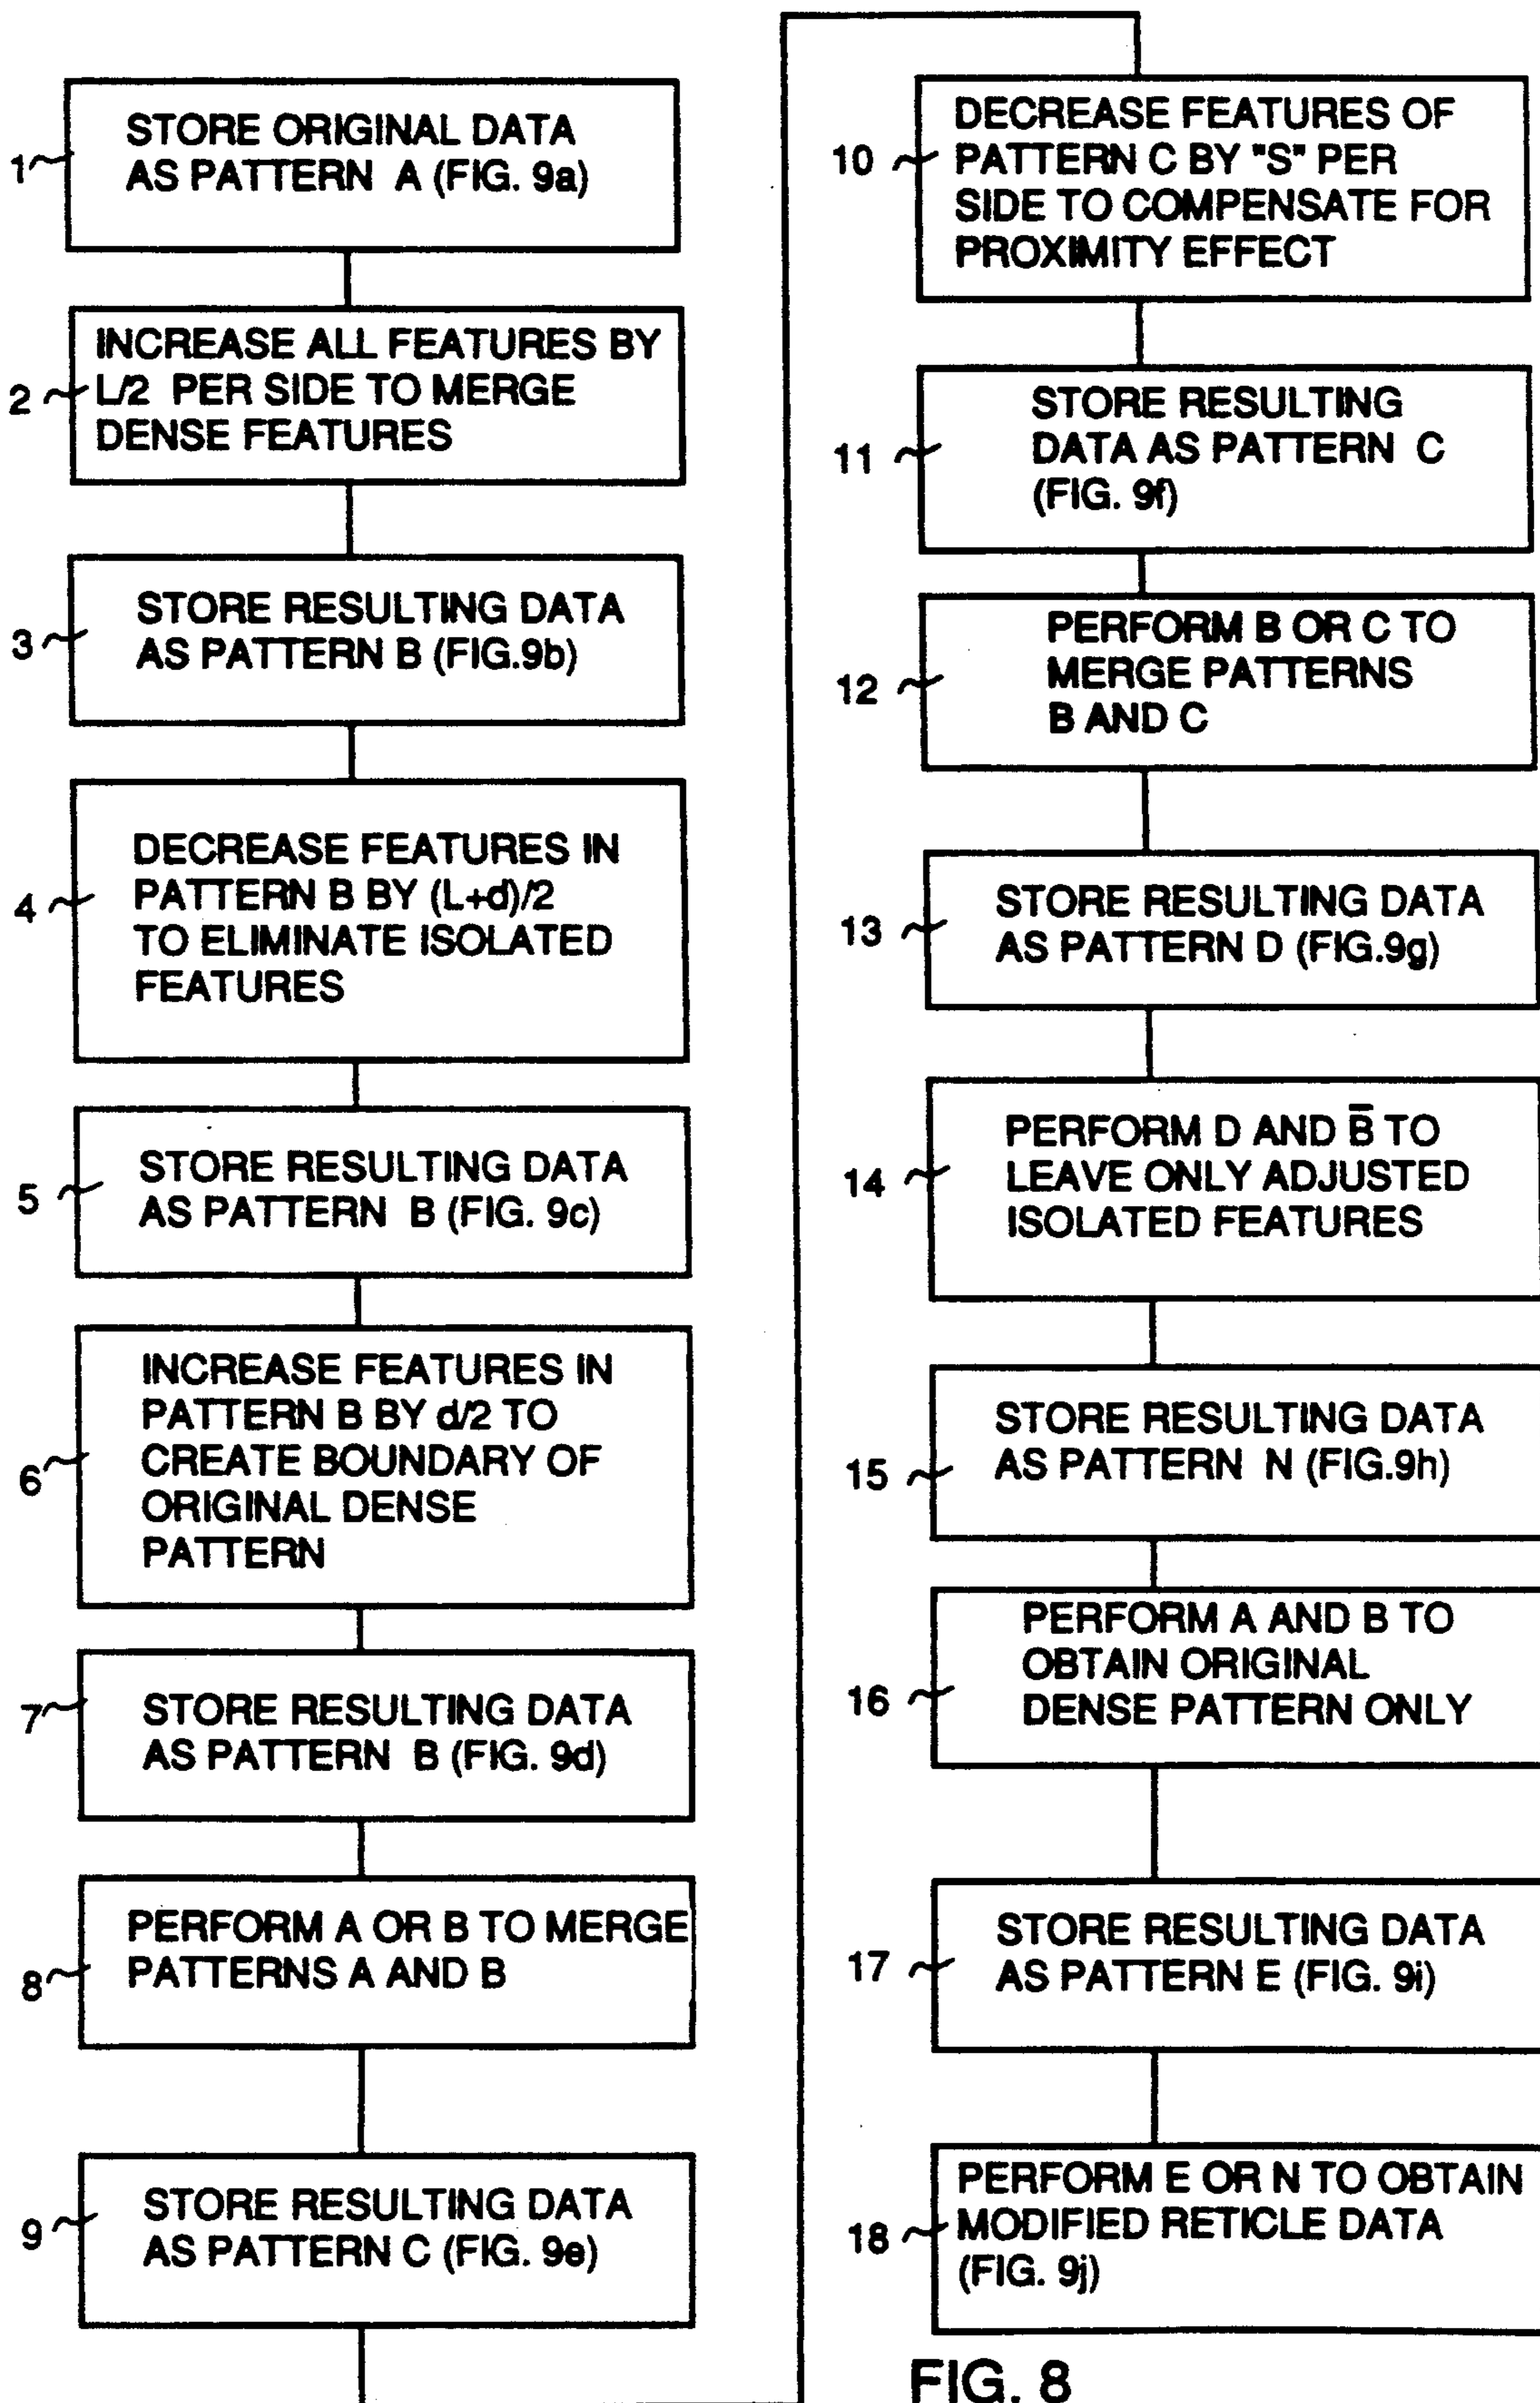 STORE ORIGINAL DATA
1 AS PATTERN A (FIG. 9a)
INCREASE ALL FEATURES BY
2 L/2 PER SIDE TO MERGE
DENSE FEATURES
STORE RESULTING DATA
3 AS PATTERN B (FIG.9b)
DECREASE FEATURES IN
4 PATTERN B BY (L+d)/2
TO ELIMINATE ISOLATED
FEATURES
STORE RESULTING DATA
5 AS PATTERN B (FIG. 9c)
INCREASE FEATURES IN
PATTERN B BY d/2 TO
6 CREATE BOUNDARY OF
ORIGINAL DENSE
PATTERN
7 STORE RESULTING DATA
AS PATTERN B (FIG. 9d)
PERFORM A OR B TO MERGE
8 PATTERNS A AND B
9 STORE RESULTING DATA
AS PATTERN C (FIG. 9e)
DECREASE FEATURES OF
10 PATTERN C BY "S" PER
SIDE TO COMPENSATE FOR
PROXIMITY EFFECT
STORE RESULTING
11 DATA AS PATTERN C
(FIG. 9f)
PERFORM B OR C TO
12 MERGE PATTERNS
B AND C
STORE RESULTING DATA
13 AS PATTERN D (FIG.9g)
PERFORM D AND B̅ TO
14 LEAVE ONLY ADJUSTED
ISOLATED FEATURES
STORE RESULTING DATA
15 AS PATTERN N (FIG.9h)
PERFORM A AND B TO
OBTAIN ORIGINAL
16 DENSE PATTERN ONLY
STORE RESULTING DATA
17 AS PATTERN E (FIG. 9i)
PERFORM E OR N TO OBTAIN
18 MODIFIED RETICLE DATA
(FIG. 9j)
FIG. 8